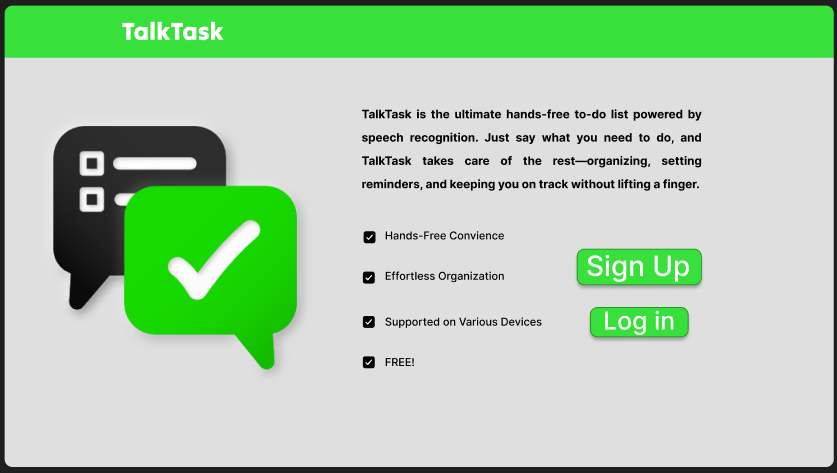 TalkTask
TalkTask is the ultimate hands-free to-do list powered by
speech recognition. Just say what you need to do, and
TalkTask takes care of the rest—organizing, setting
reminders, and keeping you on track without lifting a finger.
Hands-Free Convience
Effortless Organization
Supported on Various Devices
FREE!
Sign Up
Log in